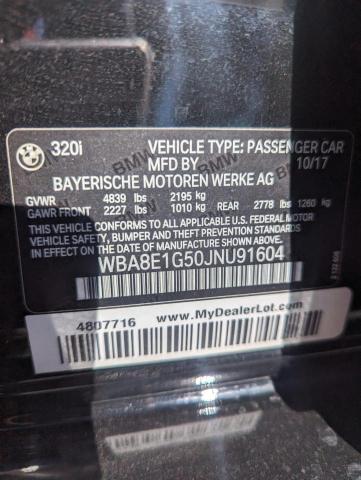 320i VEHICLE TYPE: PASSENGER CAR
MFD BY 10/17
BAYERISCHE MOTOREN WERKE AG
GVWR 4839 lbs 2195 kg
GAWR FRONT 2227 lbs 1010 kg REAR 2778 lbs 1260 kg
THIS VEHICLE CONFORMS TO ALL APPLICABLE U.S. FEDERAL
MOTOR VEHICLE SAFETY, BUMPER, AND THEFT PREVENTION STANDARDS
IN EFFECT ON THE DATE OF MANUFACTURE SHOWN ABOVE.
WBA8E1G50JNU91604
4807716 www.MyDealerLot.com